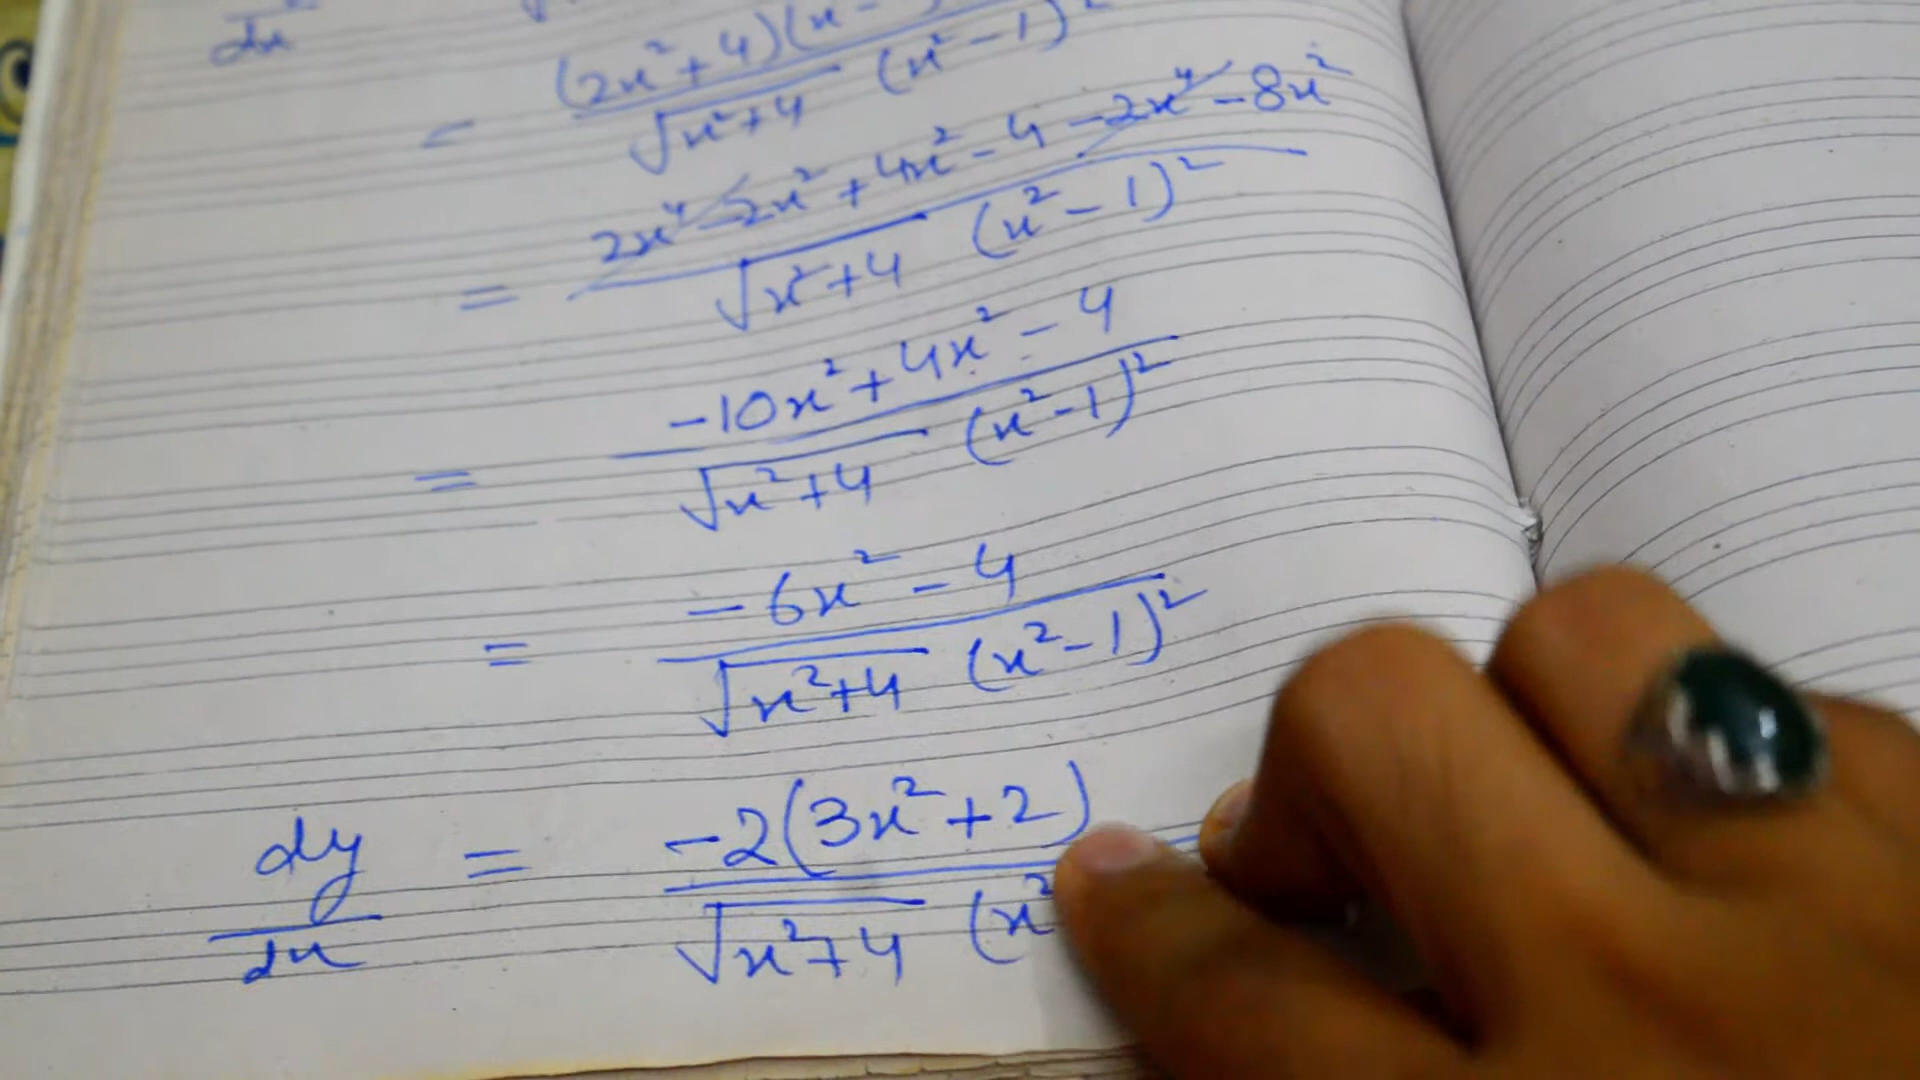 dx
(2x² + 4)(x
= √x²+4 (x² - 1)²
2x⁴ - 2x² + 4x² - 4 - 2x⁴ - 8x²
= √x²+4 (x² - 1)²
-10x² + 4x² - 4
= √x²+4 (x² - 1)²
-6x² - 4
= √x²+4 (x² - 1)²
dy = -2(3x² + 2)
dx √x²+4 (x²